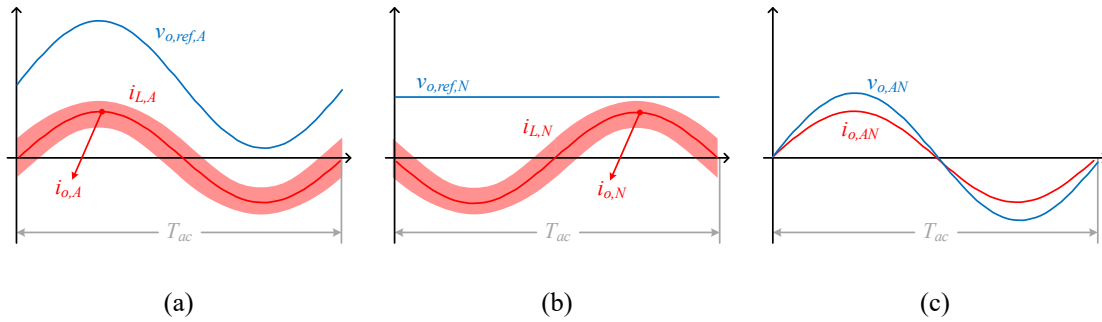 v_{o,ref,A}
i_{L,A}
i_{o,A}
T_{ac}
(a)
v_{o,ref,N}
i_{L,N}
i_{o,N}
T_{ac}
(b)
v_{o,AN}
i_{o,AN}
T_{ac}
(c)